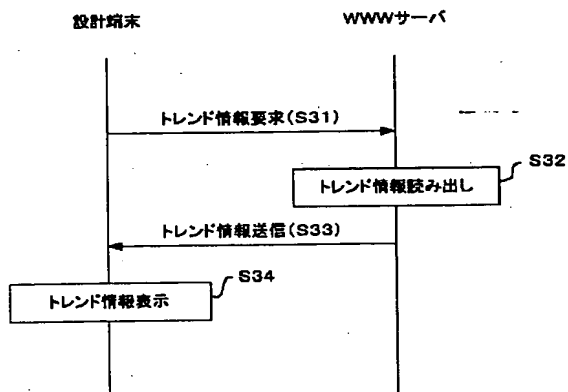 設計端末
WWWサーバ
トレンド情報要求(S31)
S32
トレンド情報読み出し
トレンド情報送信(S33)
S34
トレンド情報表示